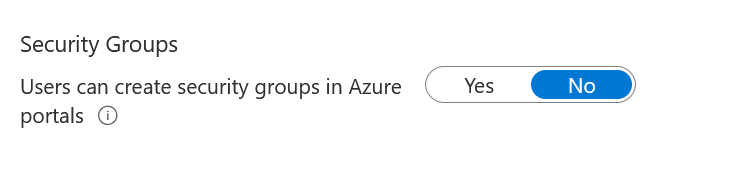 Security Groups
Users can create security groups in Azure
portals
Yes
No